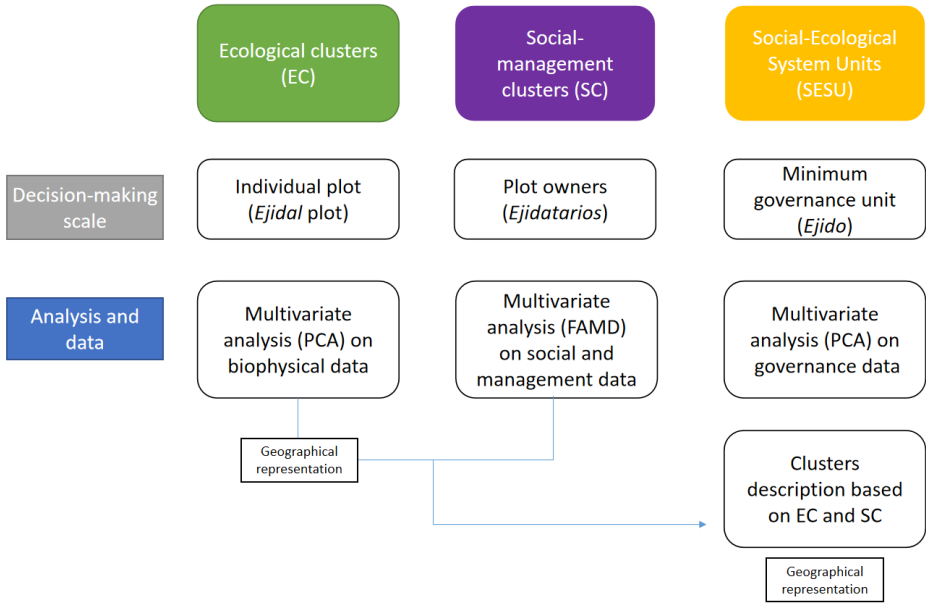 Ecological clusters
(EC)
Social-
management
clusters (SC)
Social-Ecological
System Units
(SESU)
Decision-making
scale
Individual plot
(Ejidal plot)
Plot owners
(Ejidatarios)
Minimum
governance unit
(Ejido)
Analysis and
data
Multivariate
analysis (PCA) on
biophysical data
Multivariate
analysis (FAMD)
on social and
management data
Multivariate
analysis (PCA) on
governance data
Geographical
representation
Clusters
description based
on EC and SC
Geographical
representation